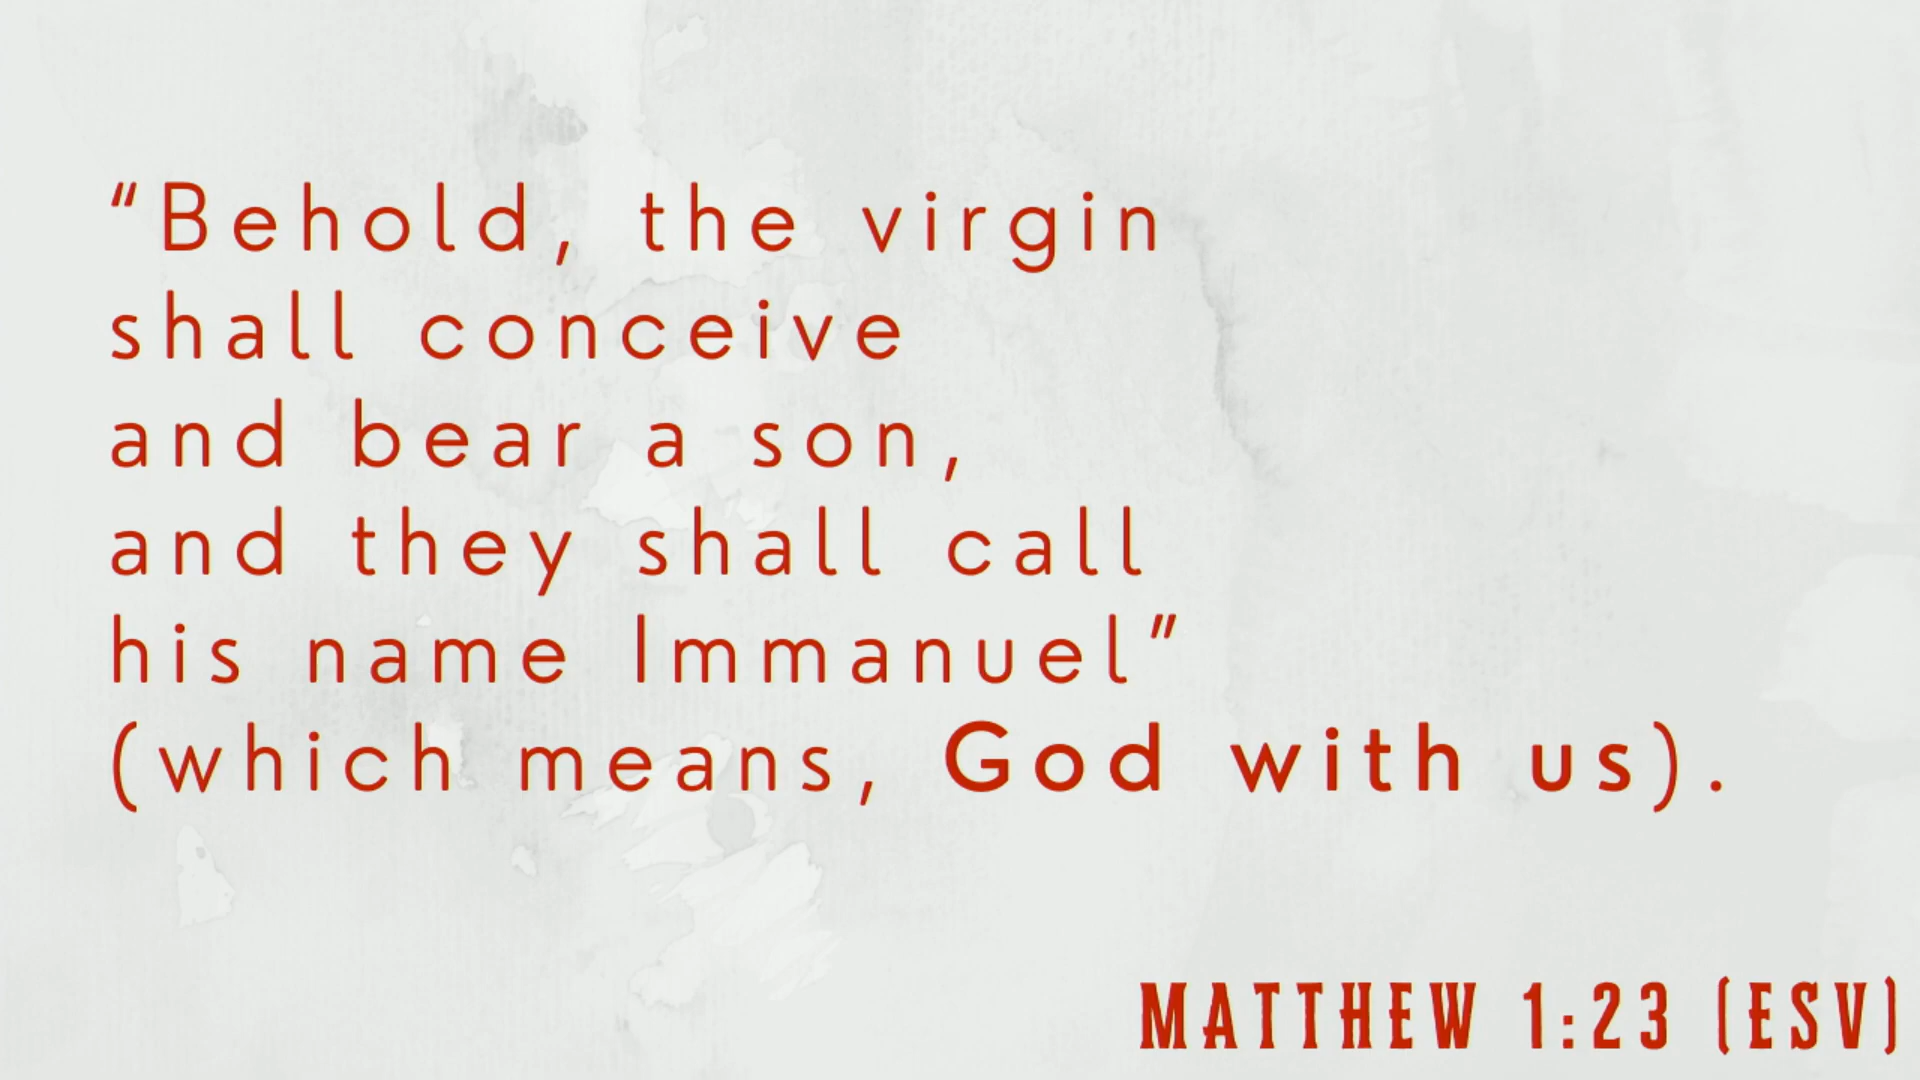 “Behold, the virgin
shall conceive
and bear a son,
and they shall call
his name Immanuel”
(which means, God with us).
MATTHEW 1:23 (ESV)